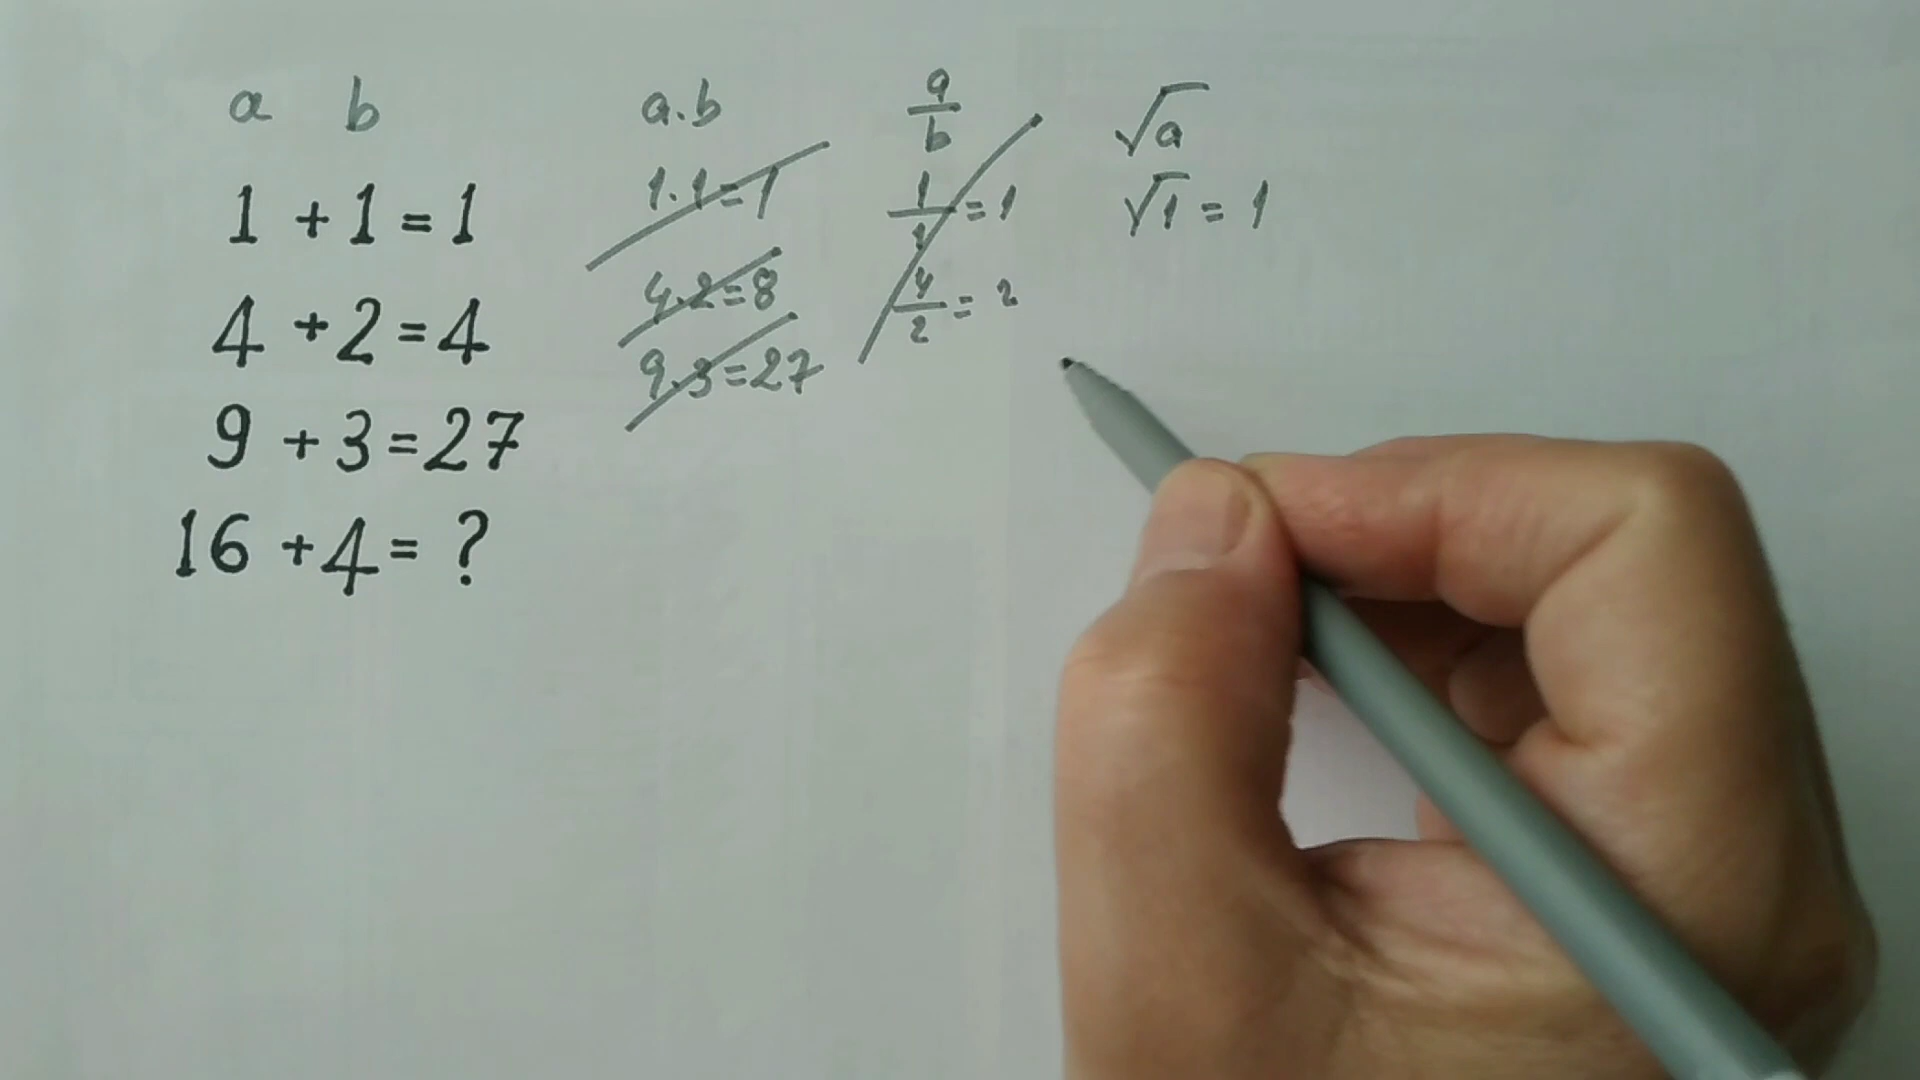 a b
1 + 1 = 1
4 + 2 = 4
9 + 3 = 27
16 + 4 = ?
a.b
1.1=1
4.2=8
9.3=27
a/b
1/1=1
4/2=2
√a
√1=1